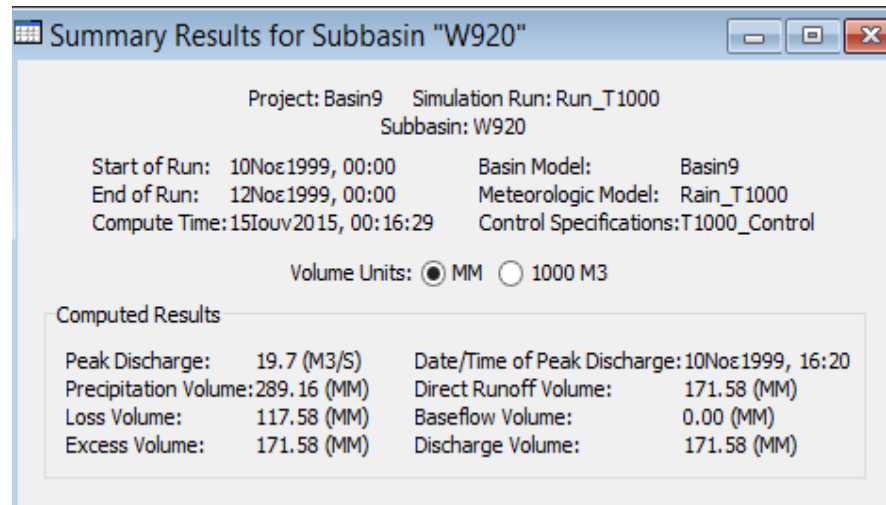 Summary Results for Subbasin "W920"
Project: Basin9 Simulation Run: Run_T1000
Subbasin: W920
Start of Run: 10Νοε1999, 00:00 Basin Model: Basin9
End of Run: 12Νοε1999, 00:00 Meteorologic Model: Rain_T1000
Compute Time: 15Ιουν2015, 00:16:29 Control Specifications: T1000_Control
Volume Units: MM 1000 M3
Computed Results
Peak Discharge: 19.7 (M3/S) Date/Time of Peak Discharge: 10Νοε1999, 16:20
Precipitation Volume: 289.16 (MM) Direct Runoff Volume: 171.58 (MM)
Loss Volume: 117.58 (MM) Baseflow Volume: 0.00 (MM)
Excess Volume: 171.58 (MM) Discharge Volume: 171.58 (MM)